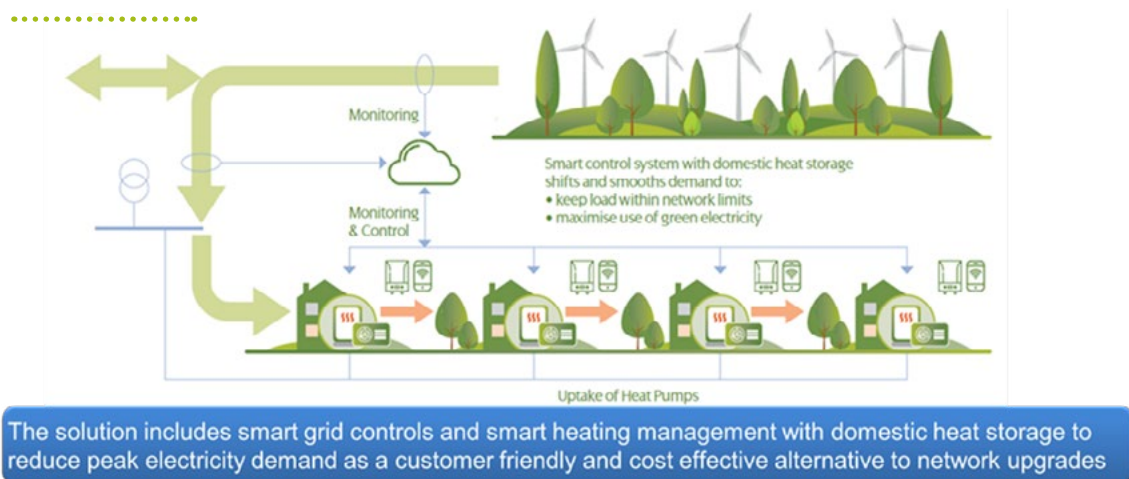 Monitoring
Smart control system with domestic heat storage
shifts and smooths demand to:
• keep load within network limits
• maximise use of green electricity
Monitoring
& Control
Uptake of Heat Pumps
The solution includes smart grid controls and smart heating management with domestic heat storage to
reduce peak electricity demand as a customer friendly and cost effective alternative to network upgrades